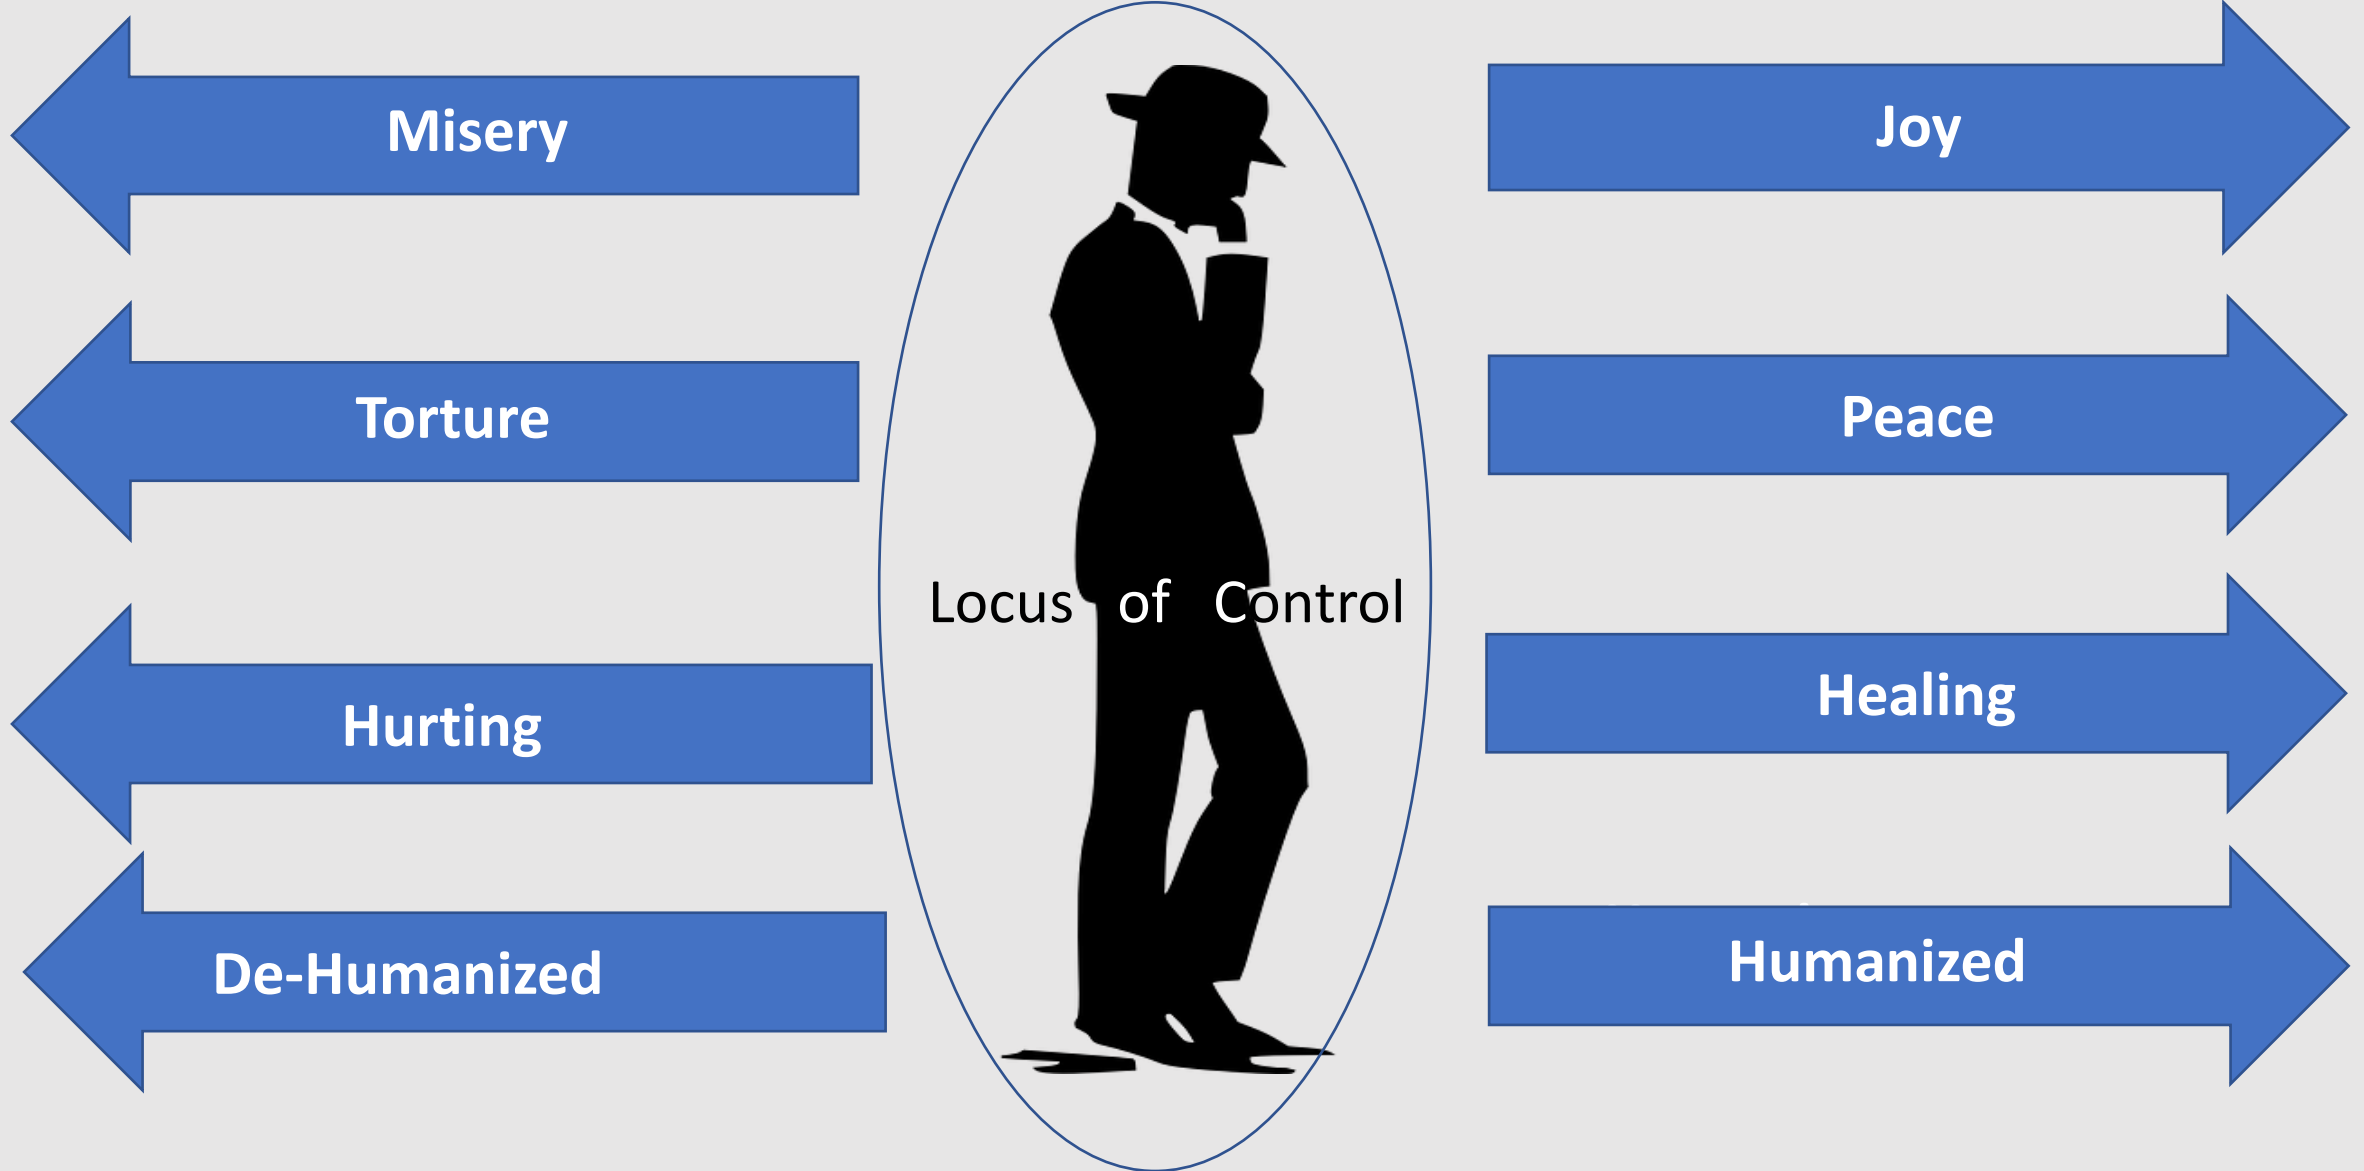 Misery
Joy
Torture
Peace
Locus of Control
Hurting
Healing
De-Humanized
Humanized